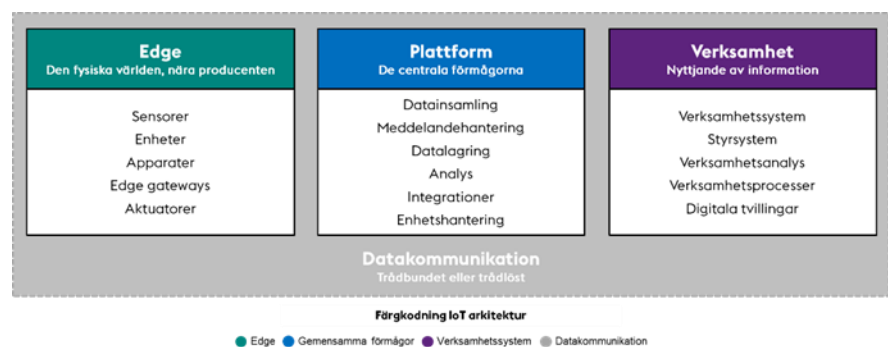 Edge
Den fysiska världen, nära producenten
Sensorer
Enheter
Apparater
Edge gateways
Aktuatorer
Plattform
De centrala förmågorna
Datainsamling
Meddelandehantering
Datalagring
Analys
Integrationer
Enhetshantering
Verksamhet
Nyttjande av information
Verksamhetssystem
Styrsystem
Verksamhetsanalys
Verksamhetsprocesser
Digitala tvillingar
Datakommunikation
Trådbundet eller trådlöst
Färgkodning IoT arkitektur
Edge Gemensamma förmågor Verksamhetssystem Datakommunikation